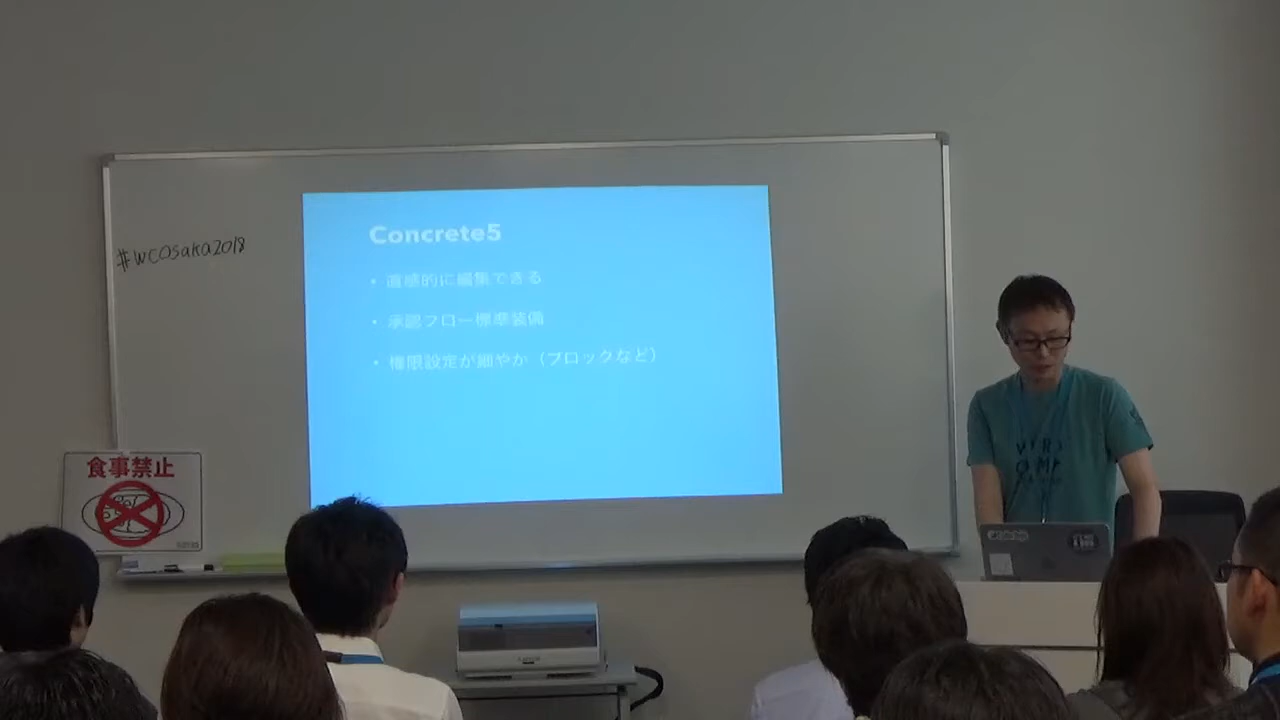 #WCOsaka2018
Concrete5
• 直感的に編集できる
• 承認フロー標準装備
• 権限設定が細やか（ブロックなど）
食事禁止